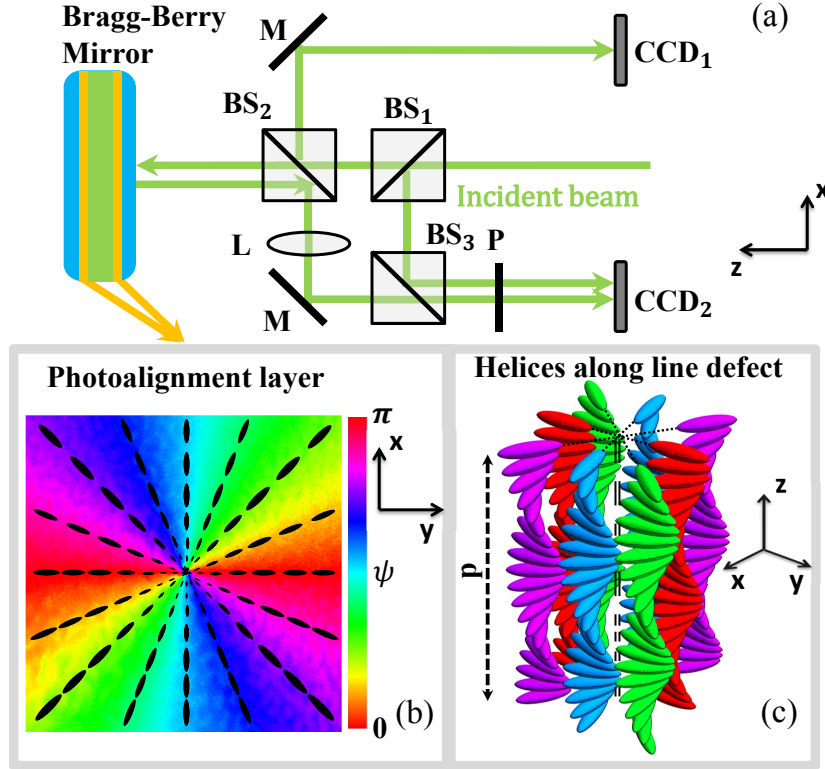 Bragg-Berry
Mirror
(a)
M
CCD₁
BS₂
BS₁
Incident beam
x
z
L
BS₃
P
M
CCD₂
Photoalignment layer
π
x
y
ψ
0
(b)
Helices along line defect
p
z
x
y
(c)